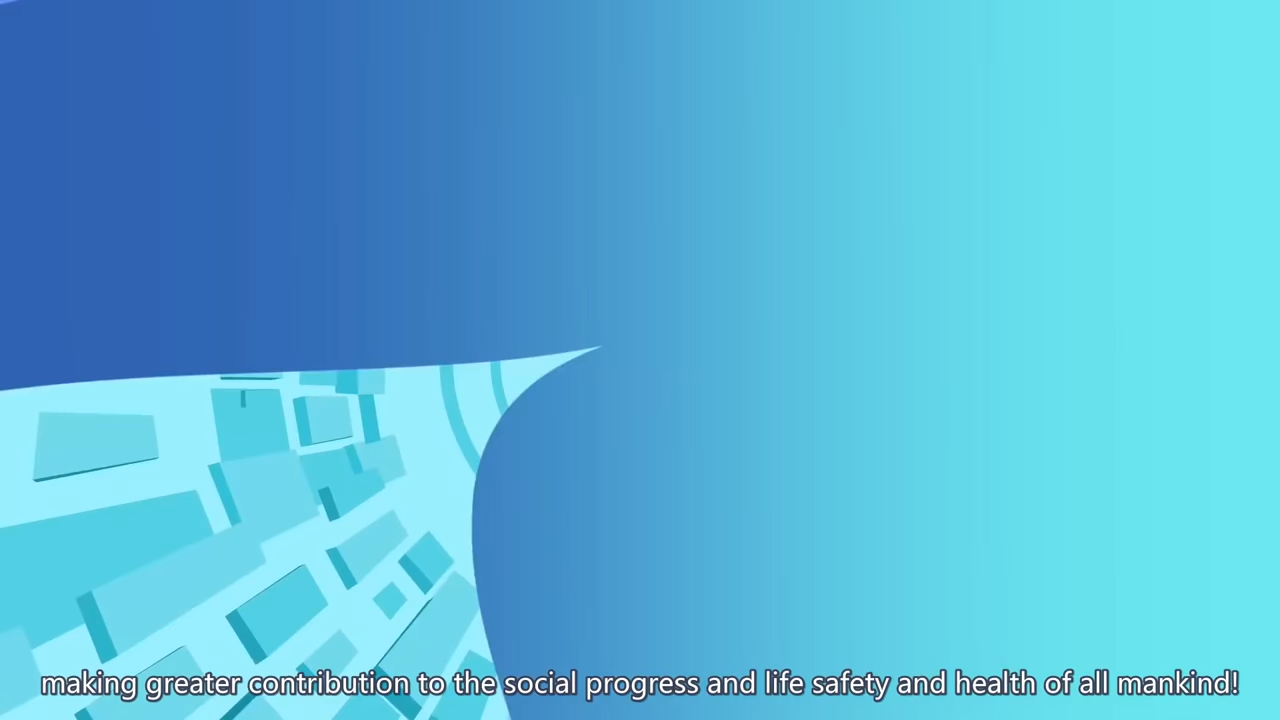 making greater contribution to the social progress and life safety and health of all mankind!